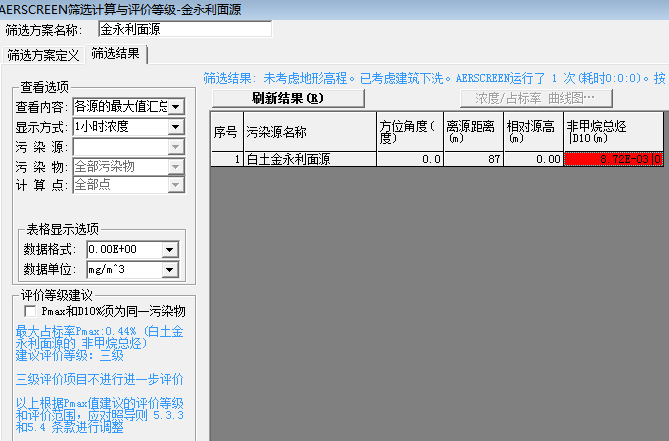 AERSCREEN筛选计算与评价等级-金永利面源
筛选方案名称: 金永利面源
筛选方案定义 筛选结果
筛选结果: 未考虑地形高程。已考虑建筑下洗。AERSCREEN运行了 1 次(耗时0:0:0)。按
查看选项
查看内容: 各源的最大值汇总
显示方式: 1小时浓度
污 染 源:
污 染 物: 全部污染物
计 算 点: 全部点
表格显示选项
数据格式: 0.00E+00
数据单位: mg/m^3
评价等级建议
Pmax和D10%须为同一污染物
最大占标率Pmax:0.44% (白土金
永利面源的 非甲烷总烃)
建议评价等级: 三级
三级评价项目不进行进一步评价
以上根据Pmax值建议的评价等级
和评价范围，应对照导则 5.3.3
和5.4 条款进行调整
刷新结果(R) 浓度/占标率 曲线图…
序号 污染源名称 方位角度(度) 离源距离(m) 相对源高(m) 非甲烷总烃|D10(m)
1 白土金永利面源 0.0 87 0.00 8.72E-03|0